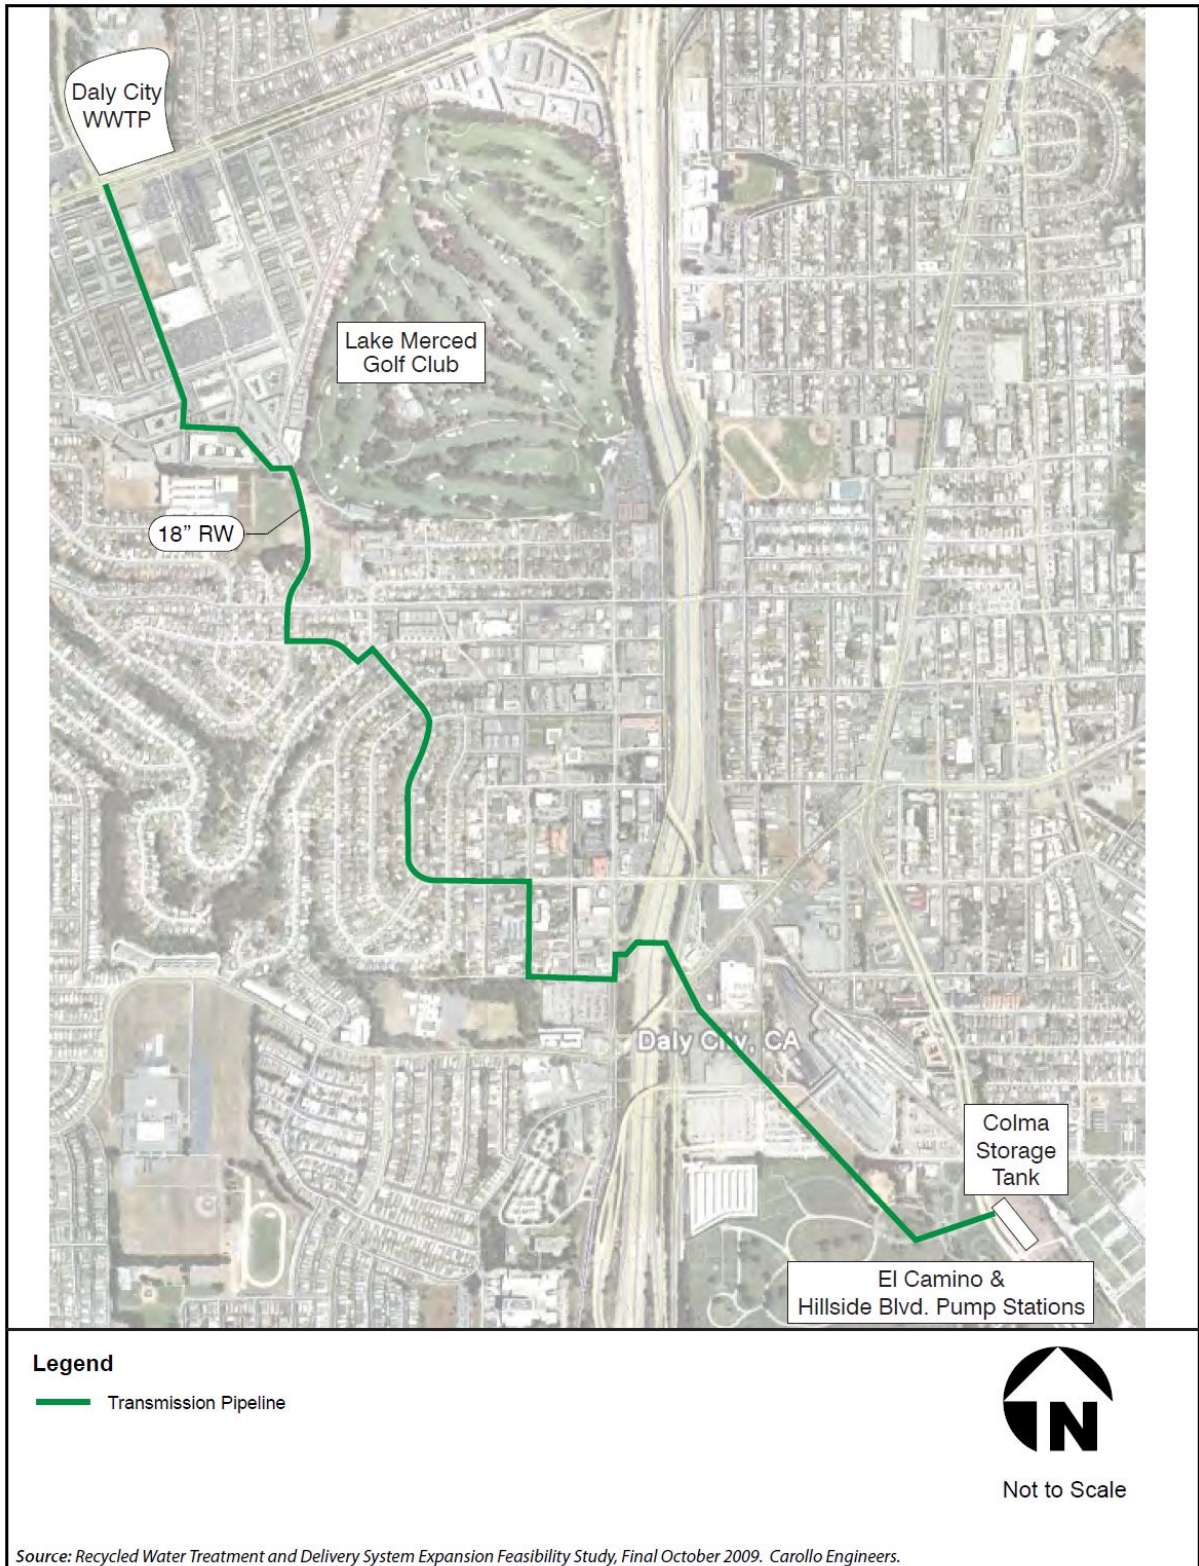 Daly City
WWTP
Lake Merced
Golf Club
18” RW
Daly City, CA
Colma
Storage
Tank
El Camino &
Hillside Blvd. Pump Stations
Legend
Transmission Pipeline
N
Not to Scale
Source: Recycled Water Treatment and Delivery System Expansion Feasibility Study, Final October 2009. Carollo Engineers.